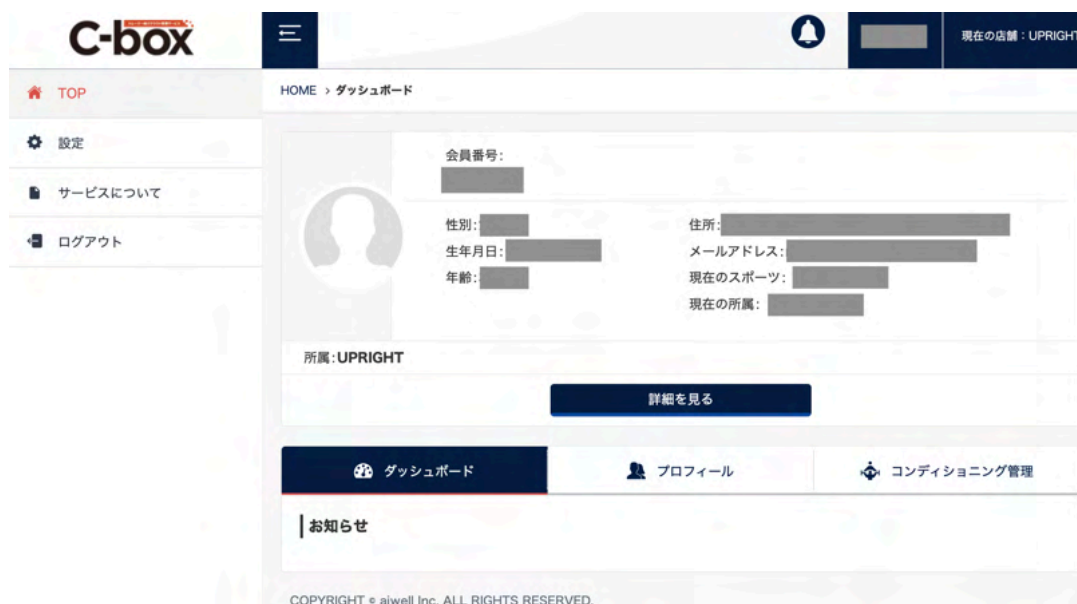 C-box
現在の店舗：UPRIGHT
TOP
設定
サービスについて
ログアウト
HOME › ダッシュボード
会員番号:
性別:
生年月日:
年齢:
住所:
メールアドレス:
現在のスポーツ:
現在の所属:
所属:UPRIGHT
詳細を見る
ダッシュボード
プロフィール
コンディショニング管理
お知らせ
COPYRIGHT © aiwell Inc. ALL RIGHTS RESERVED.